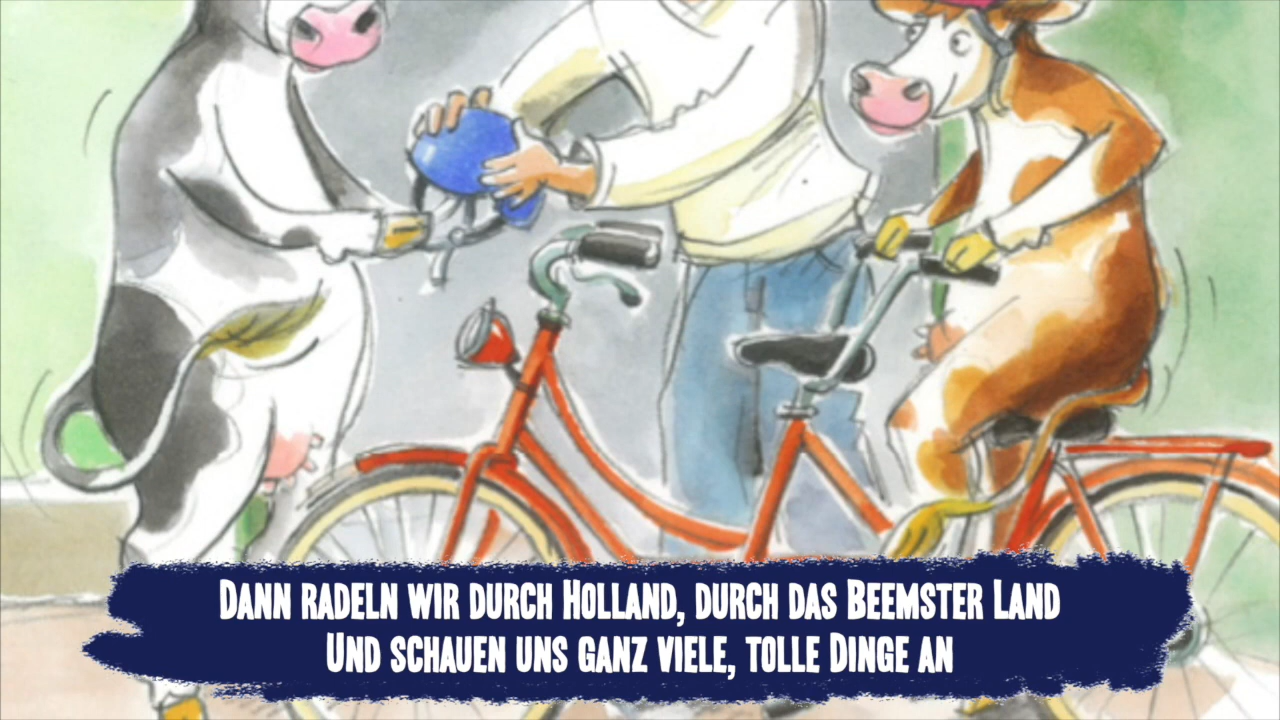 Dann radeln wir durch Holland, durch das Beemster Land
Und schauen uns ganz viele, tolle Dinge an